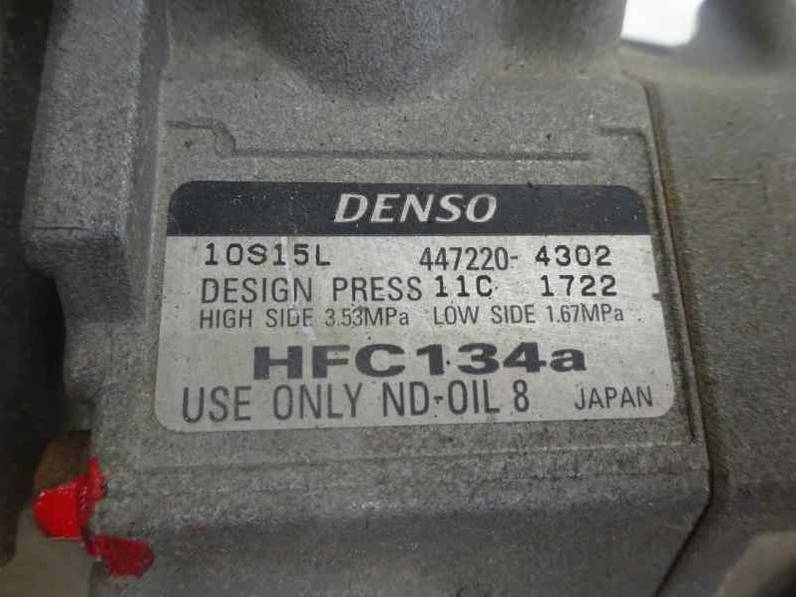 DENSO
10S15L 447220-4302
DESIGN PRESS 11C 1722
HIGH SIDE 3.53MPa LOW SIDE 1.67MPa
HFC134a
USE ONLY ND-OIL 8 JAPAN